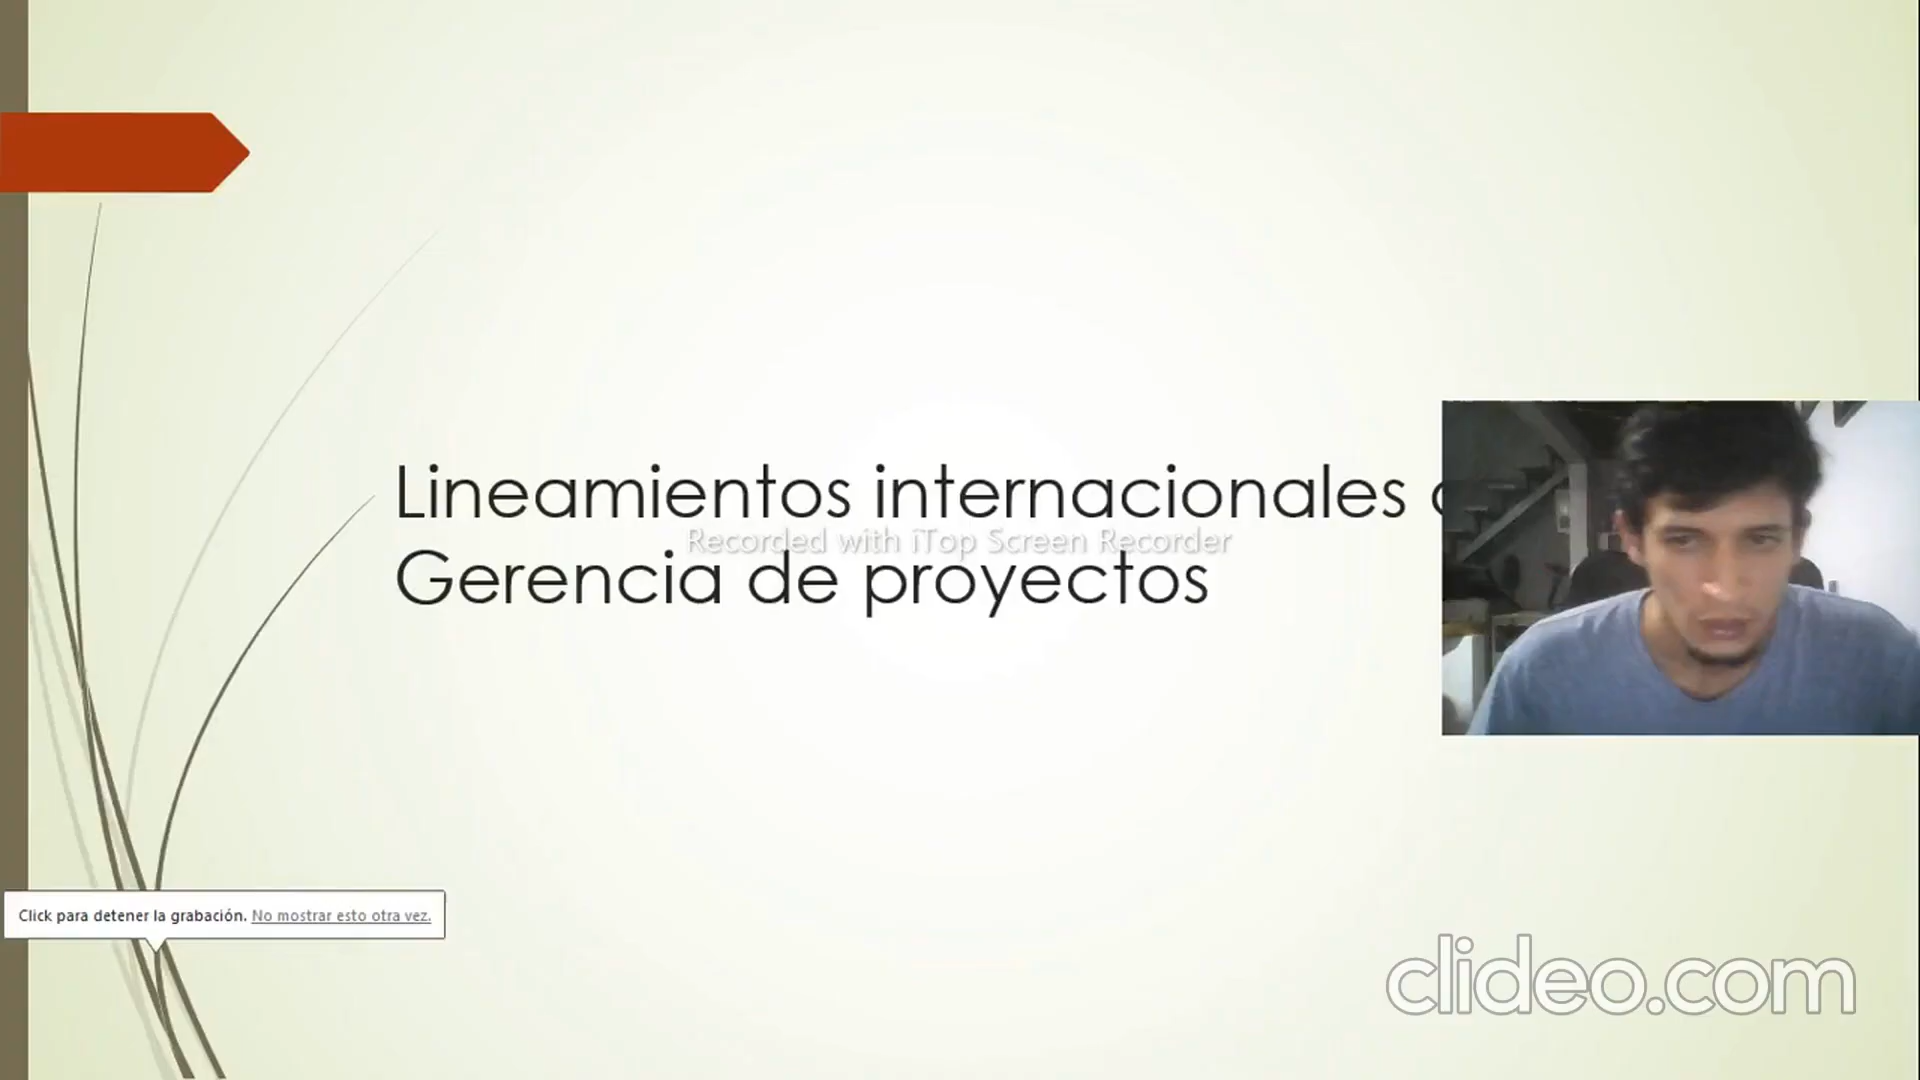 Lineamientos internacionales
Recorded with iTop Screen Recorder
Gerencia de proyectos
Click para detener la grabación. No mostrar esto otra vez.
clideo.com